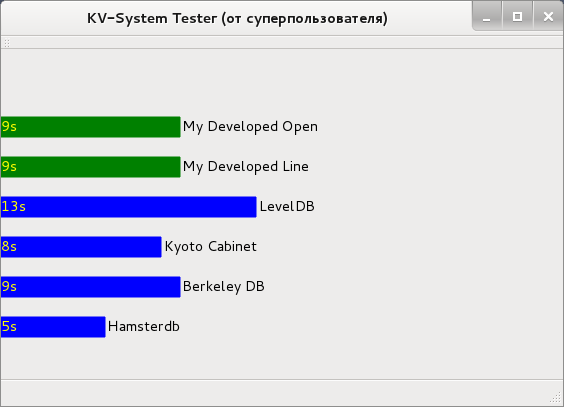 KV-System Tester (от суперпользователя)
9s My Developed Open
9s My Developed Line
13s LevelDB
8s Kyoto Cabinet
9s Berkeley DB
5s Hamsterdb